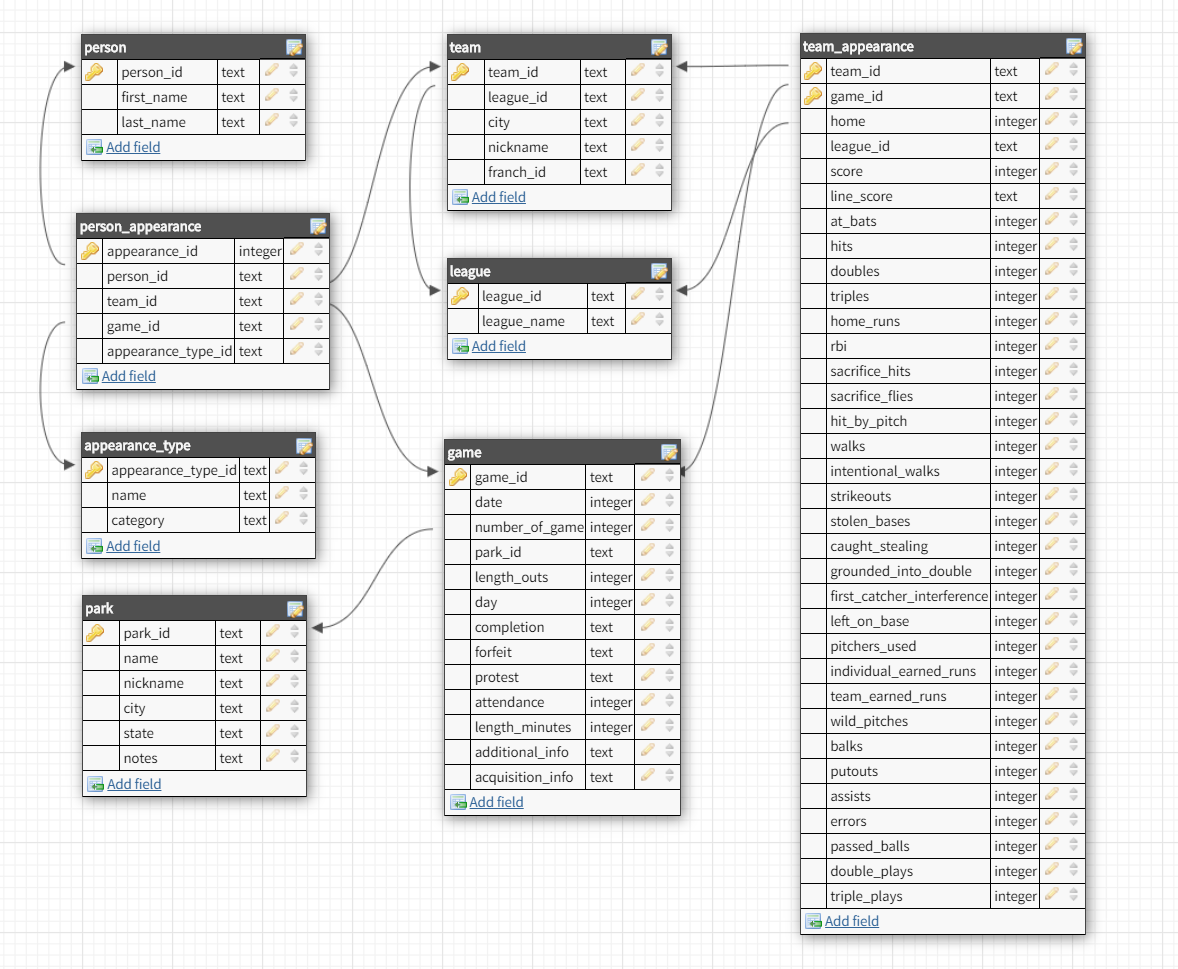 person
person_id text
first_name text
last_name text
Add field
person_appearance
appearance_id integer
person_id text
team_id text
game_id text
appearance_type_id text
Add field
appearance_type
appearance_type_id text
name text
category text
Add field
park
park_id text
name text
nickname text
city text
state text
notes text
Add field
team
team_id text
league_id text
city text
nickname text
franch_id text
Add field
league
league_id text
league_name text
Add field
game
game_id text
date integer
number_of_game integer
park_id text
length_outs integer
day integer
completion text
forfeit text
protest text
attendance integer
length_minutes integer
additional_info text
acquisition_info text
Add field
team_appearance
team_id text
game_id text
home integer
league_id text
score integer
line_score text
at_bats integer
hits integer
doubles integer
triples integer
home_runs integer
rbi integer
sacrifice_hits integer
sacrifice_flies integer
hit_by_pitch integer
walks integer
intentional_walks integer
strikeouts integer
stolen_bases integer
caught_stealing integer
grounded_into_double integer
first_catcher_interference integer
left_on_base integer
pitchers_used integer
individual_earned_runs integer
team_earned_runs integer
wild_pitches integer
balks integer
putouts integer
assists integer
errors integer
passed_balls integer
double_plays integer
triple_plays integer
Add field